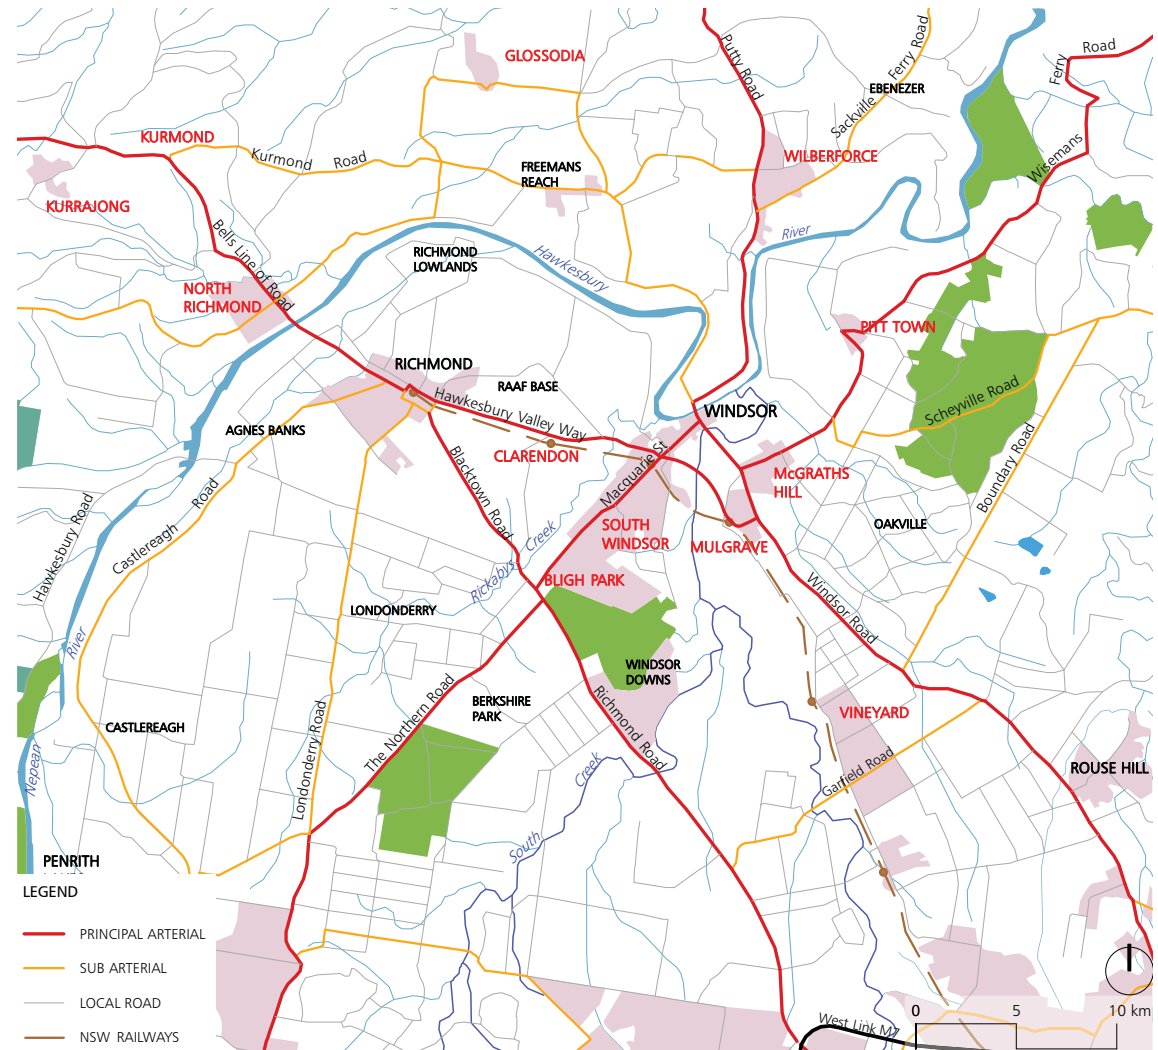 GLOSSODIA
Putty Road
Sackville
Ferry Road
EBENEZER
Ferry
Road
Wisemans
KURMOND
Kurmond
Road
FREEMANS
REACH
WILBERFORCE
KURRAJONG
Bells Line of Road
RICHMOND
LOWLANDS
Hawkesbury
River
NORTH
RICHMOND
PITT TOWN
RICHMOND
RAAF BASE
Hawkesbury Valley Way
WINDSOR
Scheyville Road
AGNES BANKS
CLARENDON
Blacktown Road
Macquarie St
McGRATHS
HILL
Boundary Road
Hawkesbury Road
Castlereagh
Road
Rickabys
Creek
SOUTH
WINDSOR
MULGRAVE
OAKVILLE
BLIGH PARK
Windsor Road
LONDONDERRY
River
WINDSOR
DOWNS
BERKSHIRE
PARK
The Northern Road
Richmond Road
VINEYARD
CASTLEREAGH
Londonderry Road
Nepean
Creek
South
Garfield Road
ROUSE HILL
PENRITH
LEGEND
PRINCIPAL ARTERIAL
SUB ARTERIAL
LOCAL ROAD
NSW RAILWAYS
West Link M7
0
5
10 km